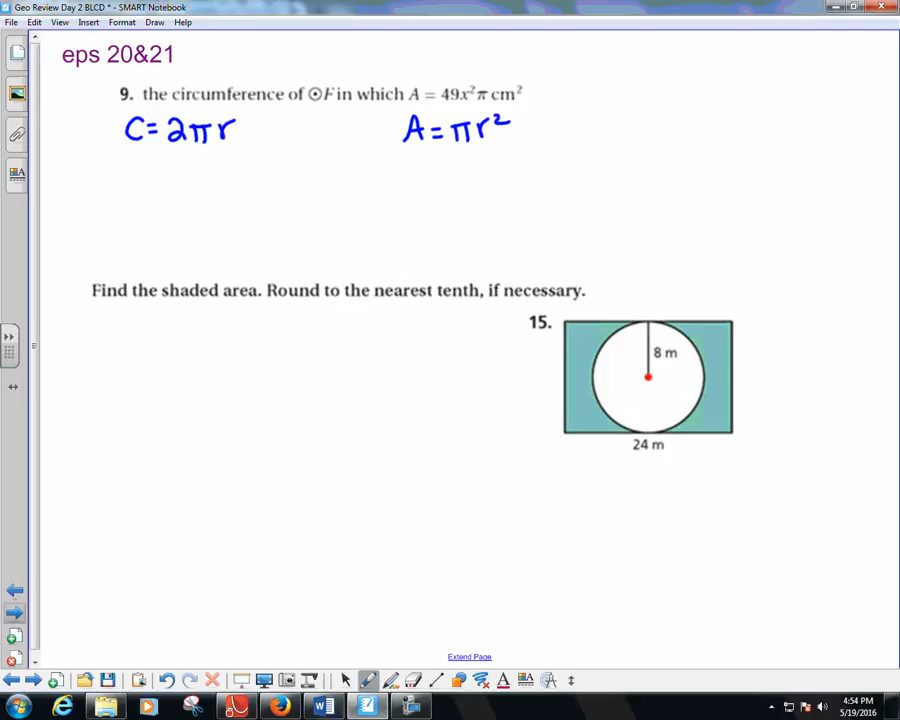 Geo Review Day 2 BLCD * - SMART Notebook
File Edit View Insert Format Draw Help
eps 20&21
9. the circumference of ⊙F in which A = 49x²π cm²
C = 2πr A = πr²
Find the shaded area. Round to the nearest tenth, if necessary.
15.
8 m
24 m
Extend Page
4:54 PM
5/19/2016